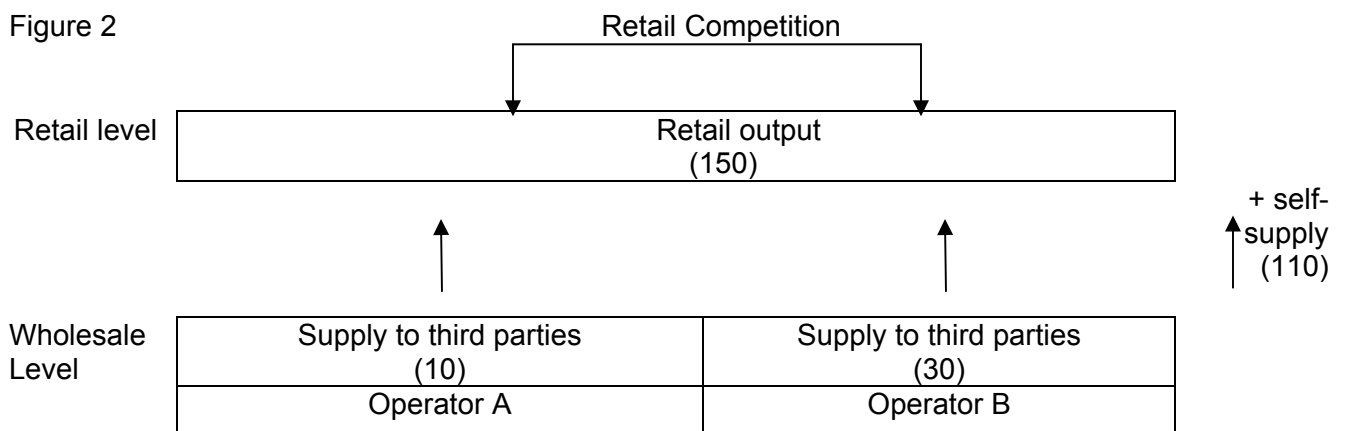 Figure 2
Retail Competition
Retail level
Retail output
(150)
+ self-
supply
(110)
Wholesale
Level
Supply to third parties
(10)
Supply to third parties
(30)
Operator A
Operator B